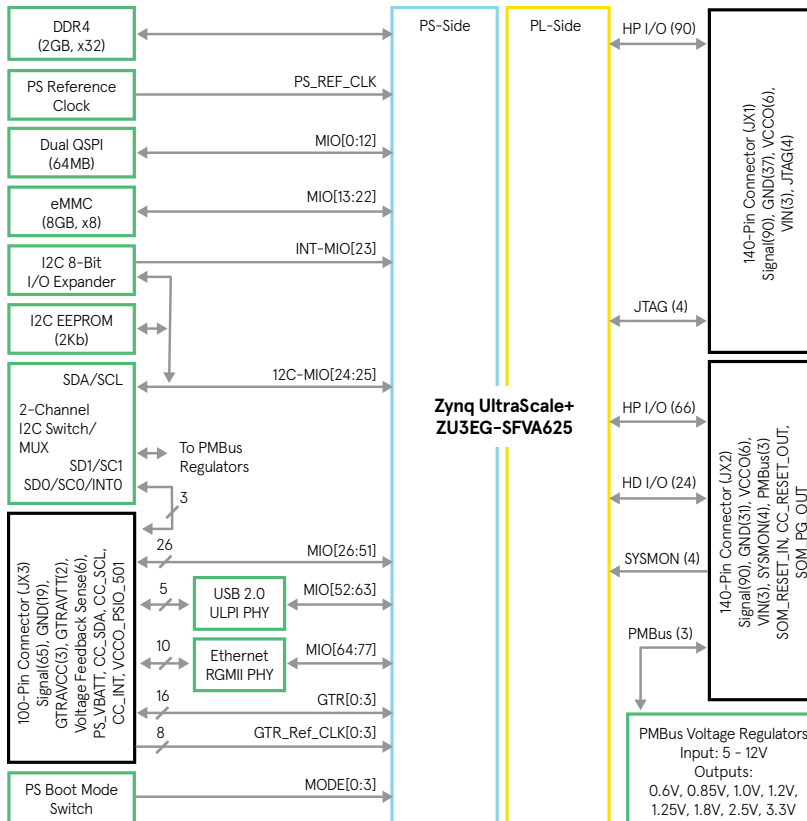 DDR4
(2GB, x32)
PS Reference
Clock
PS_REF_CLK
Dual QSPI
(64MB)
MIO[0:12]
eMMC
(8GB, x8)
MIO[13:22]
I2C 8-Bit
I/O Expander
INT-MIO[23]
I2C EEPROM
(2Kb)
SDA/SCL
12C-MIO[24:25]
2-Channel
I2C Switch/
MUX
SD1/SC1
SD0/SC0/INT0
To PMBus
Regulators
3
100-Pin Connector (JX3)
Signal(65), GND(19),
GTRAVCC(3), GTRAVTT(2),
Voltage Feedback Sense(6),
PS_VBATT, CC_SDA, CC_SCL,
CC_INT, VCCO_PSIO_501
26
MIO[26:51]
5
USB 2.0
ULPI PHY
MIO[52:63]
10
Ethernet
RGMII PHY
MIO[64:77]
16
GTR[0:3]
8
GTR_Ref_CLK[0:3]
PS Boot Mode
Switch
MODE[0:3]
PS-Side
PL-Side
Zynq UltraScale+
ZU3EG-SFVA625
HP I/O (90)
JTAG (4)
140-Pin Connector (JX1)
Signal(90), GND(37), VCCO(6),
VIN(3), JTAG(4)
HP I/O (66)
HD I/O (24)
SYSMON (4)
PMBus (3)
140-Pin Connector (JX2)
Signal(90), GND(31), VCCO(6),
VIN(3), SYSMON(4), PMBus(3)
SOM_RESET_IN, CC_RESET_OUT,
SOM_PG_OUT
PMBus Voltage Regulators
Input: 5 - 12V
Outputs:
0.6V, 0.85V, 1.0V, 1.2V,
1.25V, 1.8V, 2.5V, 3.3V